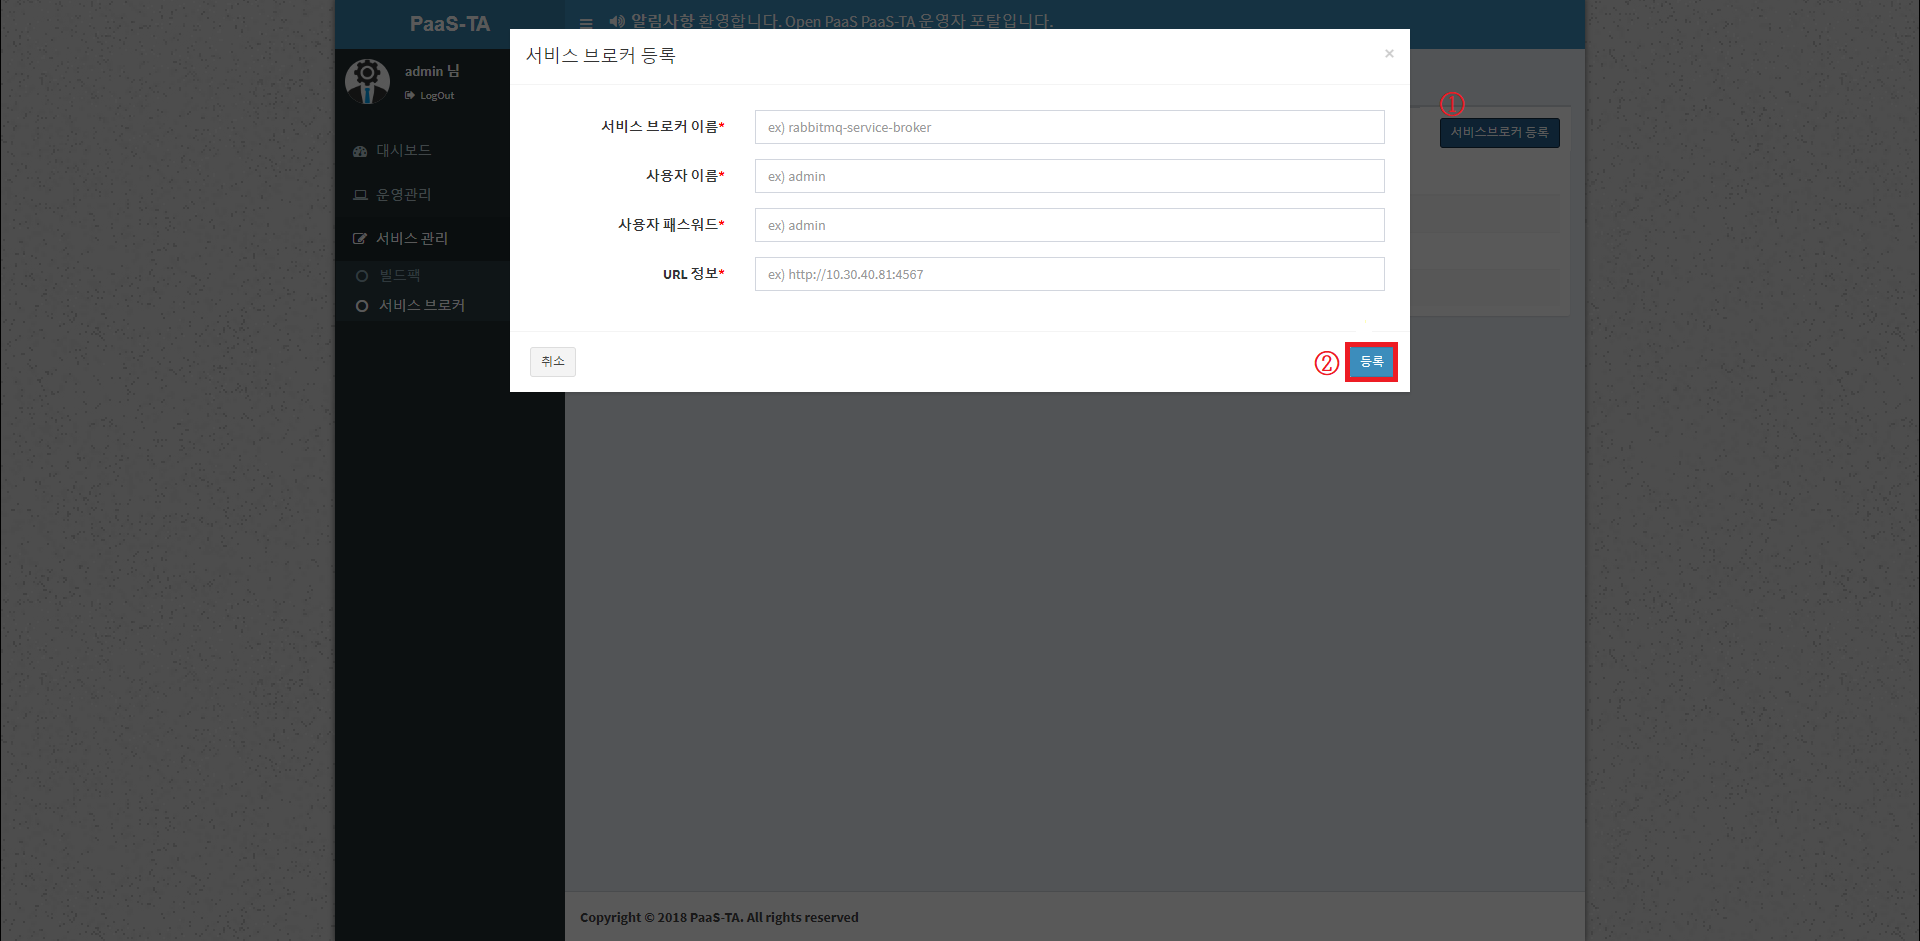 PaaS-TA
알림사항 환영합니다. Open PaaS PaaS-TA 운영자 포탈입니다.
admin 님
LogOut
대시보드
운영관리
서비스 관리
빌드팩
서비스 브로커
서비스 브로커 등록
×
서비스 브로커 이름*
ex) rabbitmq-service-broker
사용자 이름*
ex) admin
사용자 패스워드*
ex) admin
URL 정보*
ex) http://10.30.40.81:4567
취소
② 등록
①
서비스브로커 등록
Copyright © 2018 PaaS-TA. All rights reserved